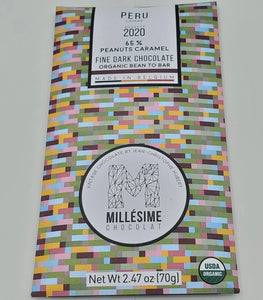 PERU
2020
65 %
PEANUTS CARAMEL
FINE DARK CHOCOLATE
ORGANIC BEAN TO BAR
MADE IN BELGIUM
M
MILLÉSIME
CHOCOLAT
USDA
ORGANIC
Net Wt 2.47 oz (70g)